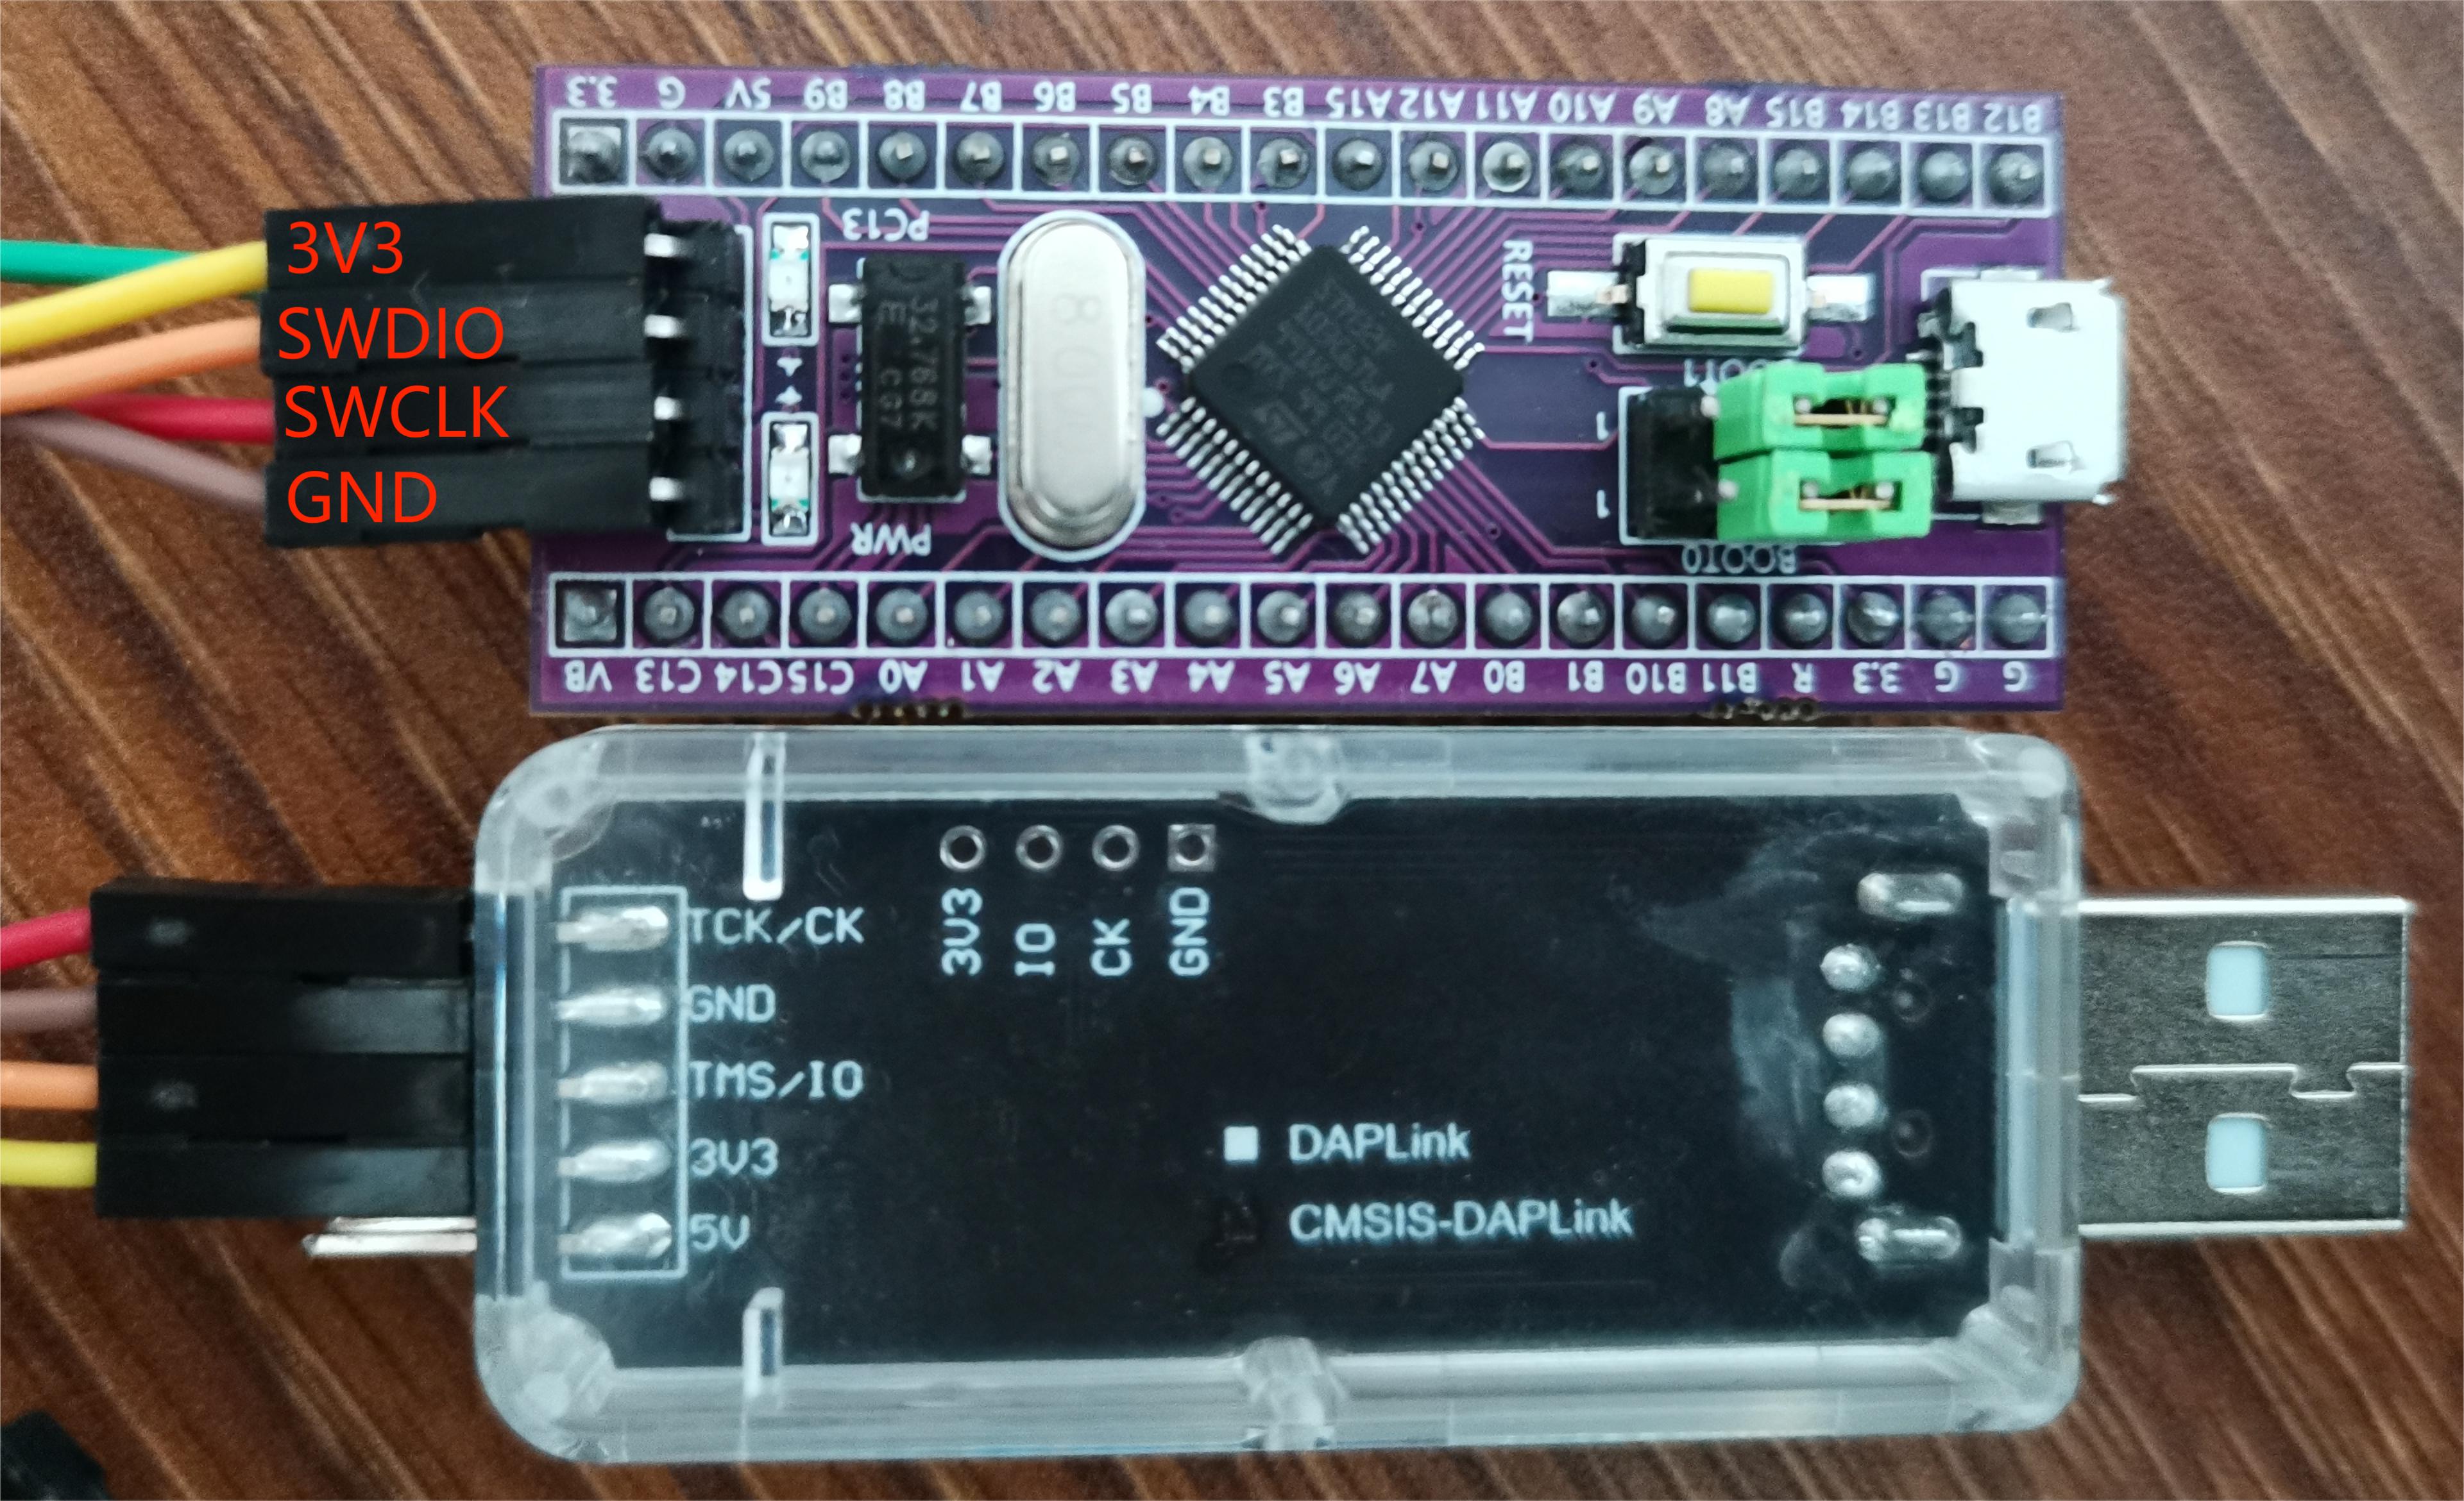 3.3 G 5V B9 B8 B7 B6 B5 B4 B3 A15 A12 A11 A10 A9 A8 B15 B14 B13 B12
3V3
SWDIO
SWCLK
GND
PC13
PWR
32.768K
RESET
BOOT0
1
1
VB C13 C14 C15 A0 A1 A2 A3 A4 A5 A6 A7 B0 B1 B10 B11 R 3.3 G G
TCK/CK
GND
TMS/IO
3V3
5V
3V3
IO
CK
GND
DAPLink
CMSIS-DAPLink